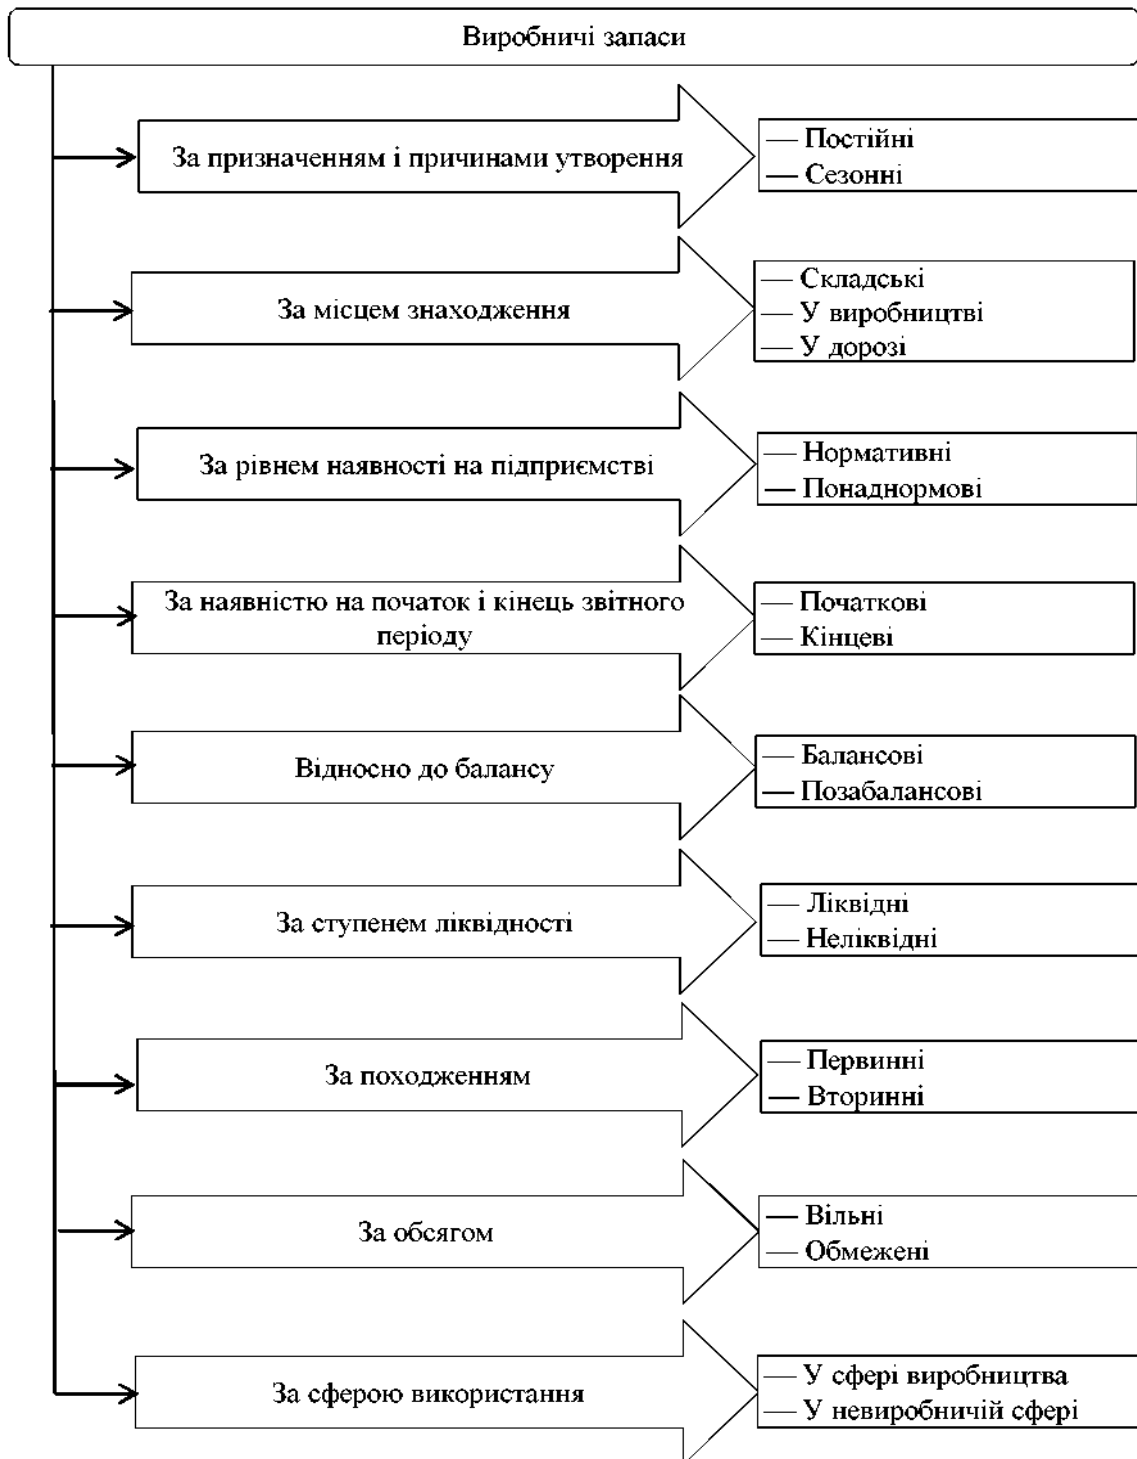 Виробничі запаси
За призначенням і причинами утворення
— Постійні
— Сезонні
За місцем знаходження
— Складські
— У виробництві
— У дорозі
За рівнем наявності на підприємстві
— Нормативні
— Понаднормові
За наявністю на початок і кінець звітного
періоду
— Початкові
— Кінцеві
Відносно до балансу
— Балансові
— Позабалансові
За ступенем ліквідності
— Ліквідні
— Неліквідні
За походженням
— Первинні
— Вторинні
За обсягом
— Вільні
— Обмежені
За сферою використання
— У сфері виробництва
— У невиробничій сфері